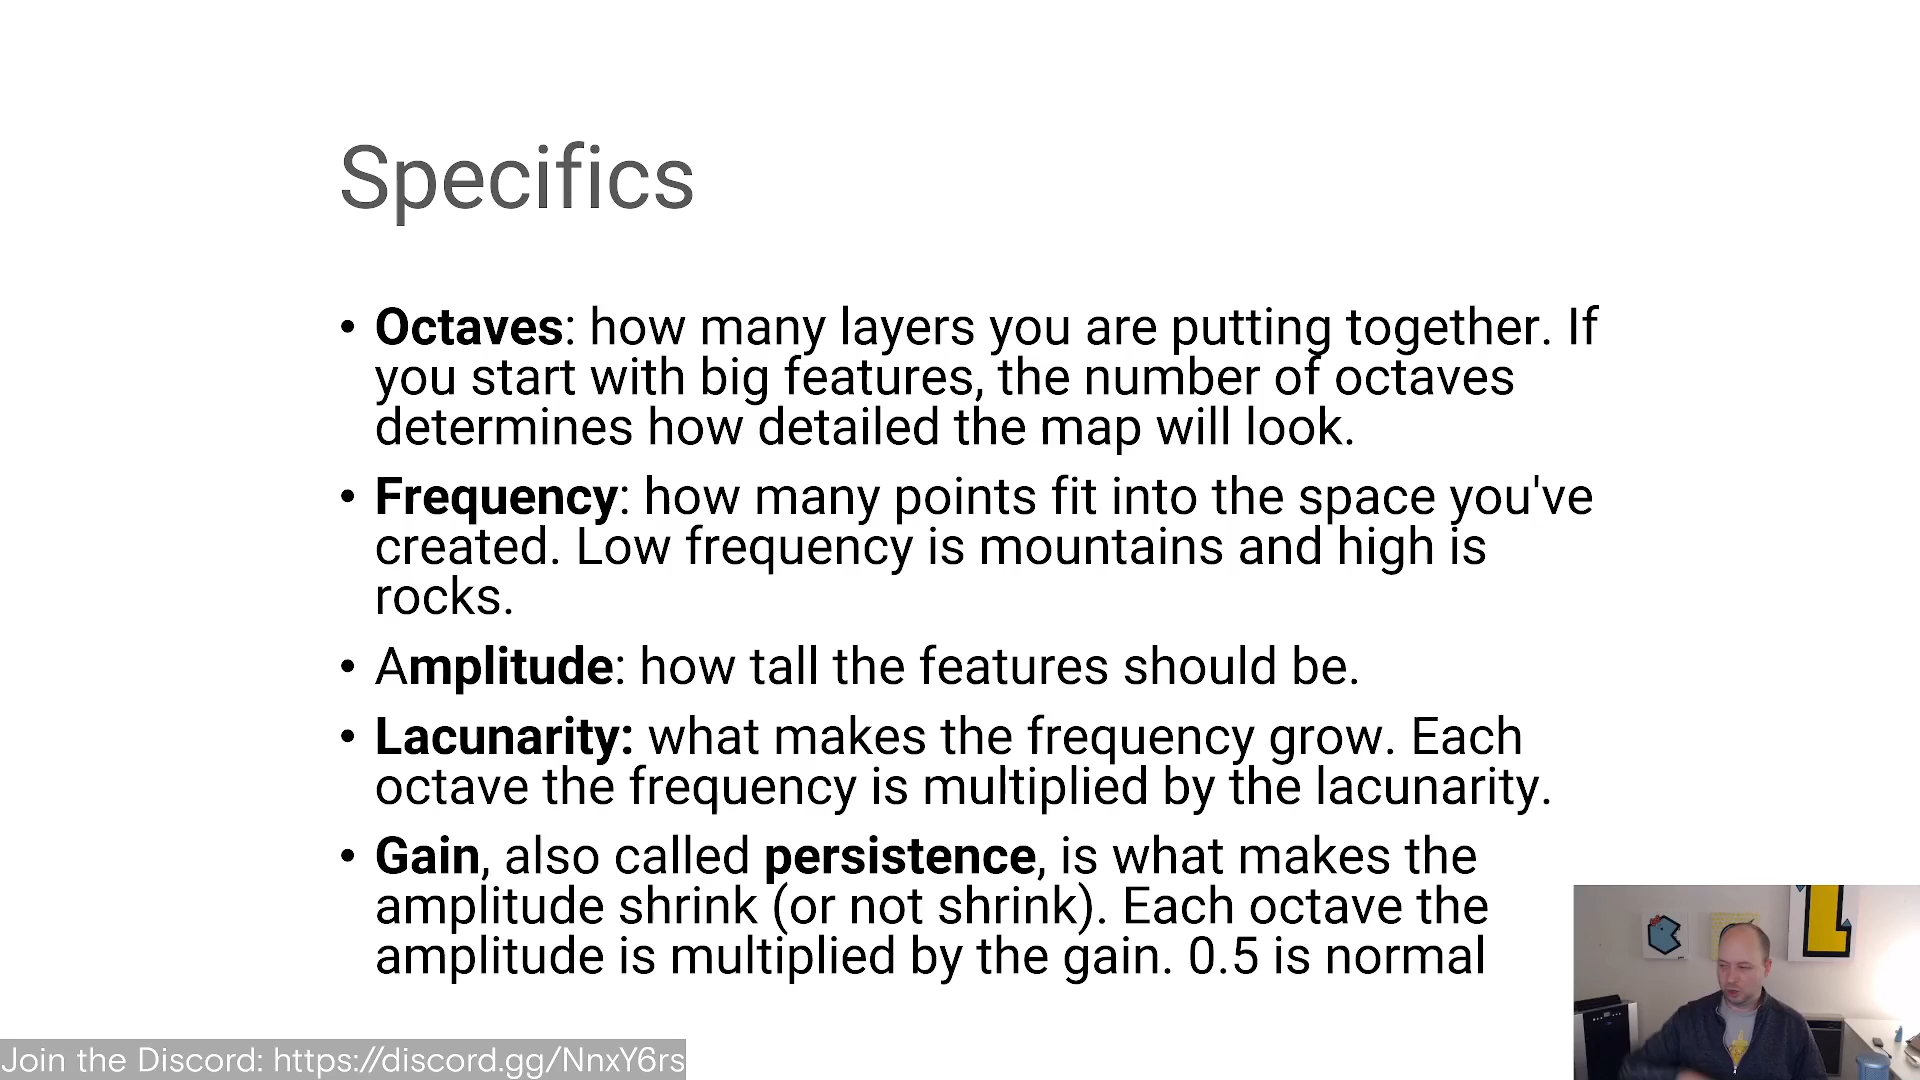 Specifics
• Octaves: how many layers you are putting together. If
you start with big features, the number of octaves
determines how detailed the map will look.
• Frequency: how many points fit into the space you've
created. Low frequency is mountains and high is
rocks.
• Amplitude: how tall the features should be.
• Lacunarity: what makes the frequency grow. Each
octave the frequency is multiplied by the lacunarity.
• Gain, also called persistence, is what makes the
amplitude shrink (or not shrink). Each octave the
amplitude is multiplied by the gain. 0.5 is normal
Join the Discord: https://discord.gg/NnxY6rs